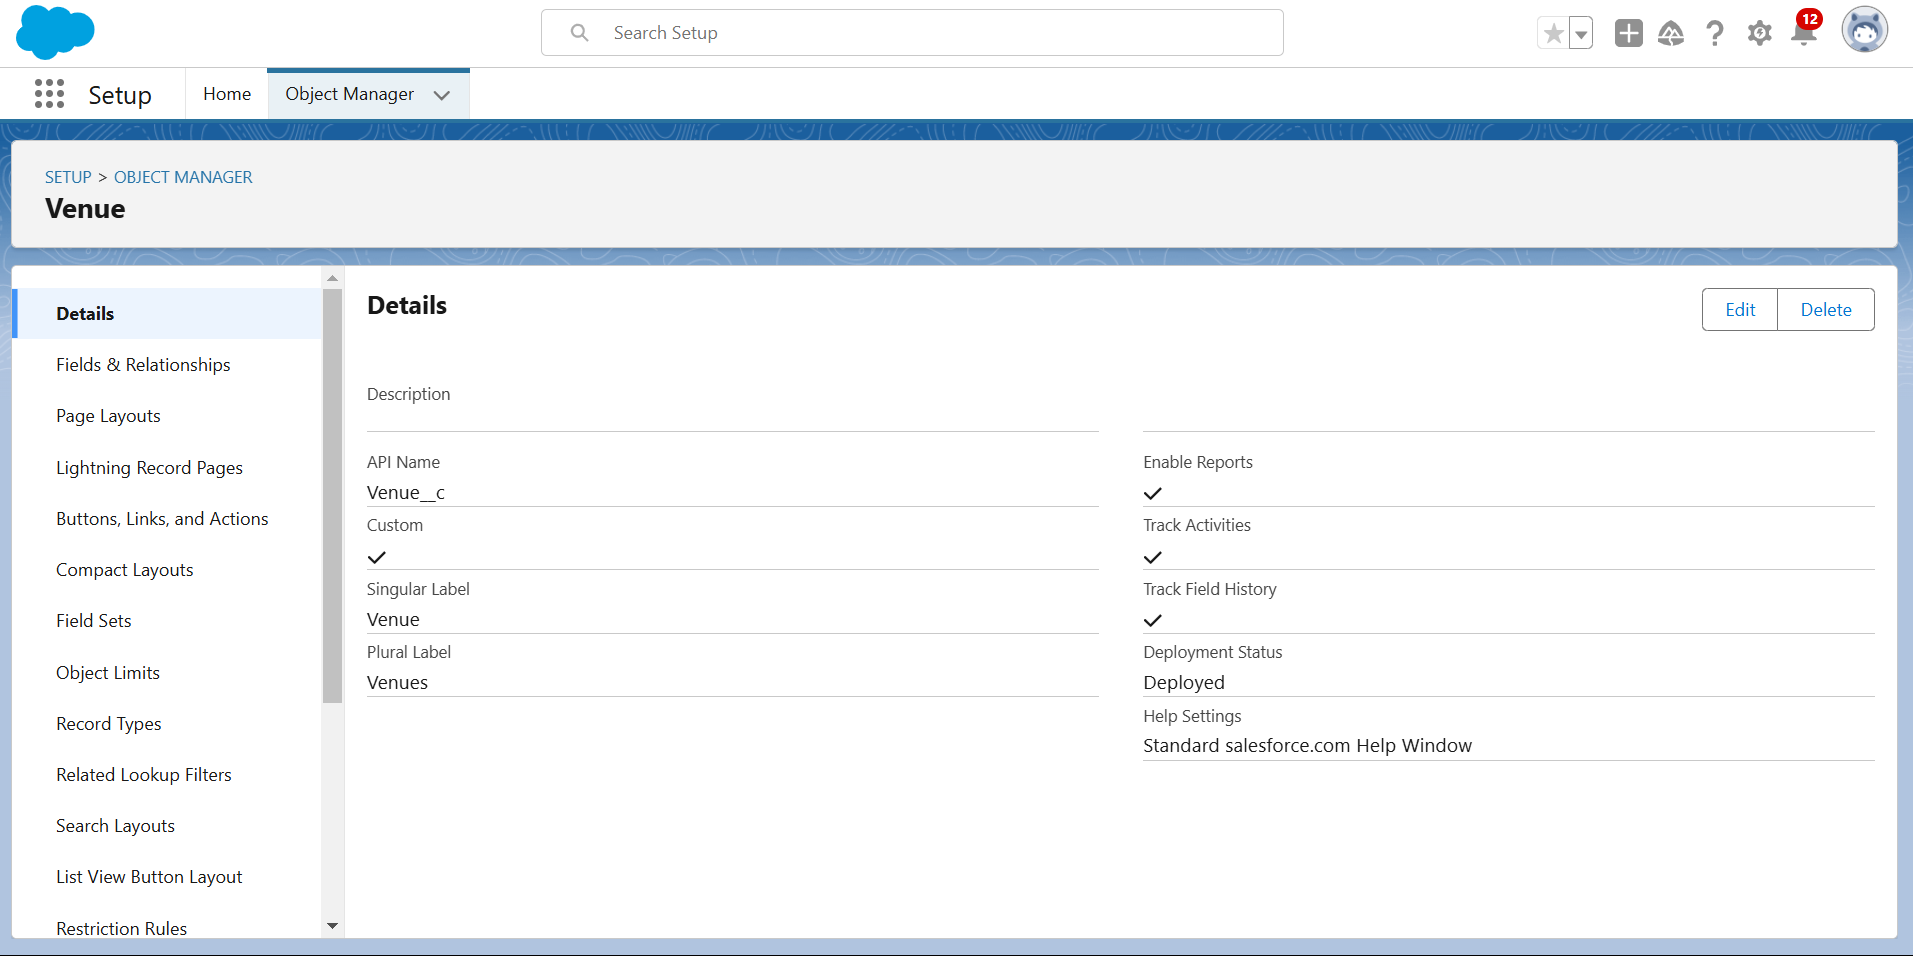 Search Setup
12
Setup
Home
Object Manager
SETUP > OBJECT MANAGER
Venue
Details
Fields & Relationships
Page Layouts
Lightning Record Pages
Buttons, Links, and Actions
Compact Layouts
Field Sets
Object Limits
Record Types
Related Lookup Filters
Search Layouts
List View Button Layout
Restriction Rules
Details
Edit
Delete
Description
API Name
Venue__c
Custom
Singular Label
Venue
Plural Label
Venues
Enable Reports
Track Activities
Track Field History
Deployment Status
Deployed
Help Settings
Standard salesforce.com Help Window